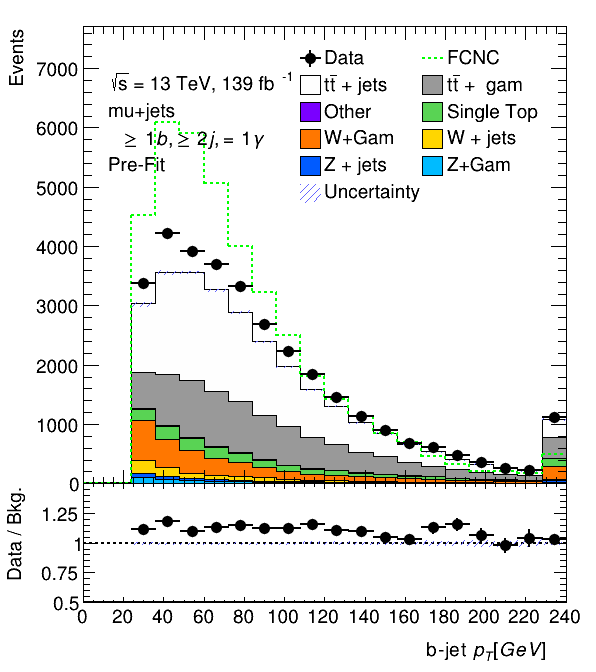 Events
7000
6000
5000
4000
3000
2000
1000
0
√s = 13 TeV, 139 fb⁻¹
mu+jets
≥ 1b, ≥ 2j, = 1γ
Pre-Fit
Data
FCNC
tt̄ + jets
tt̄ + gam
Other
Single Top
W+Gam
W + jets
Z + jets
Z+Gam
Uncertainty
Data / Bkg.
1.25
1
0.75
0.5
0 20 40 60 80 100 120 140 160 180 200 220 240
b-jet p_T[GeV]